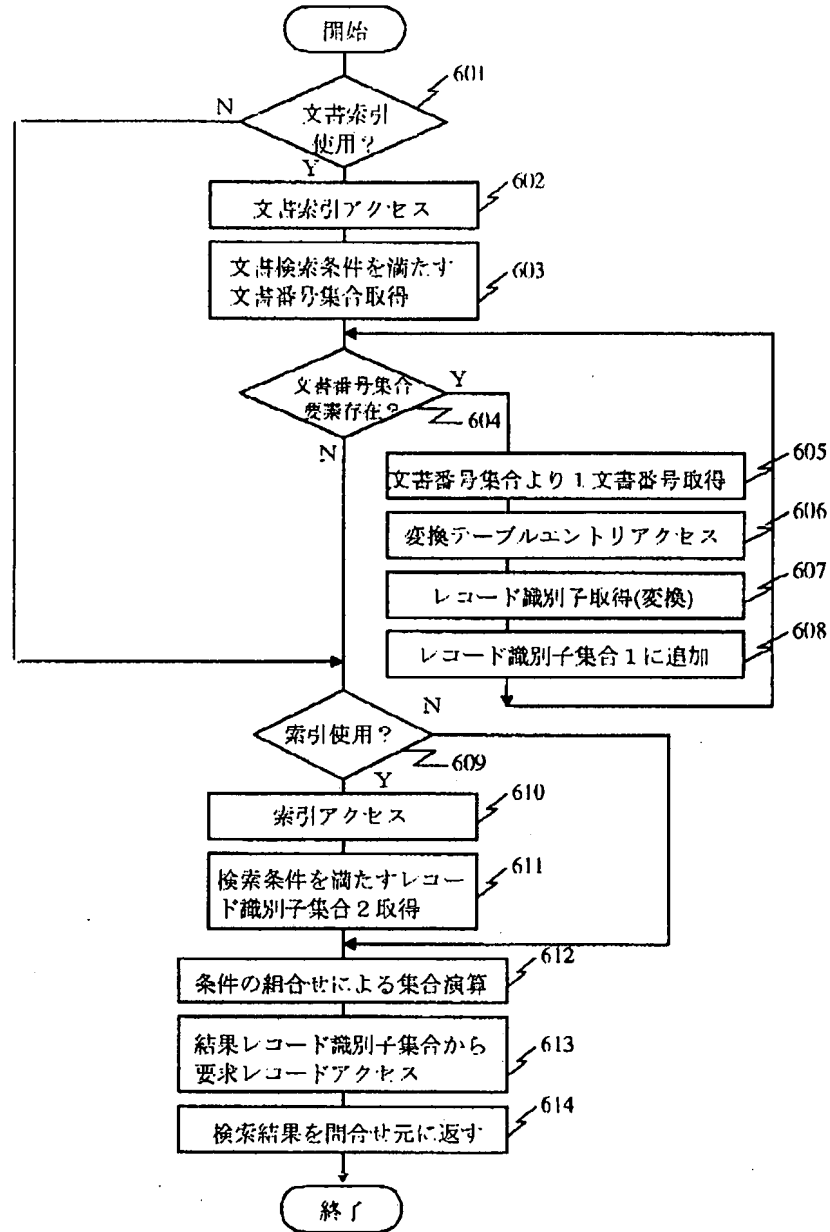 開始
601
N
文書索引
使用？
Y
602
文書索引アクセス
603
文書検索条件を満たす
文書番号集合取得
文書番号集合
要素存在？
Y
604
N
605
文書番号集合より１文書番号取得
606
変換テーブルエントリアクセス
607
レコード識別子取得(変換)
608
レコード識別子集合１に追加
索引使用？
N
609
Y
610
索引アクセス
611
検索条件を満たすレコー
ド識別子集合２取得
612
条件の組合せによる集合演算
613
結果レコード識別子集合から
要求レコードアクセス
614
検索結果を問合せ元に返す
終了